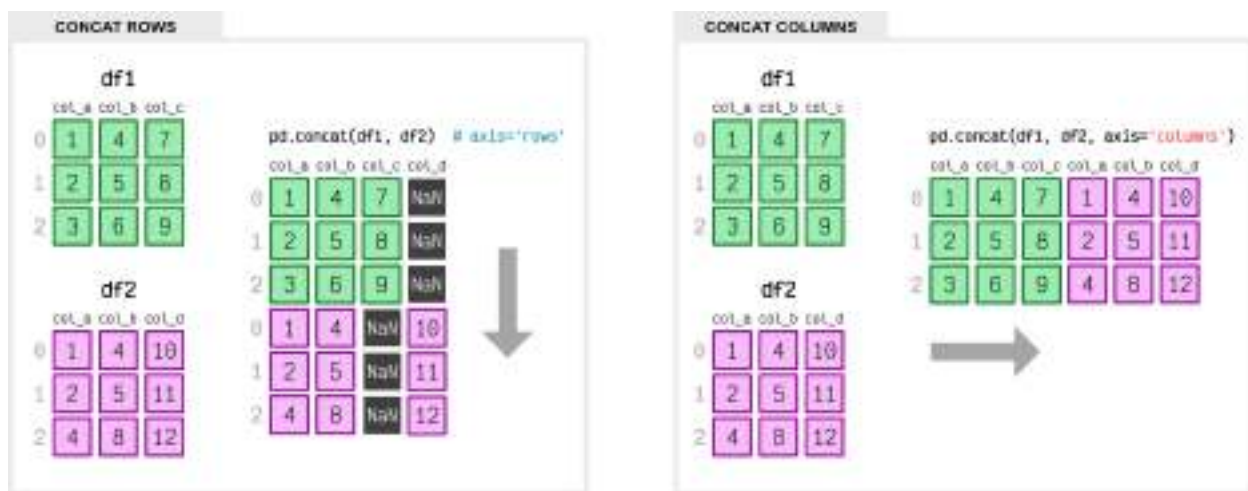 CONCAT ROWS
df1
col_a col_b col_c
0 1 4 7
1 2 5 8
2 3 6 9
df2
col_a col_b col_d
0 1 4 10
1 2 5 11
2 4 8 12
pd.concat(df1, df2) # axis='rows'
col_a col_b col_c col_d
0 1 4 7 NaN
1 2 5 8 NaN
2 3 6 9 NaN
0 1 4 NaN 10
1 2 5 NaN 11
2 4 8 NaN 12
CONCAT COLUMNS
df1
col_a col_b col_c
0 1 4 7
1 2 5 8
2 3 6 9
df2
col_a col_b col_d
0 1 4 10
1 2 5 11
2 4 8 12
pd.concat(df1, df2, axis='columns')
col_a col_b col_c col_a col_b col_d
0 1 4 7 1 4 10
1 2 5 8 2 5 11
2 3 6 9 4 8 12